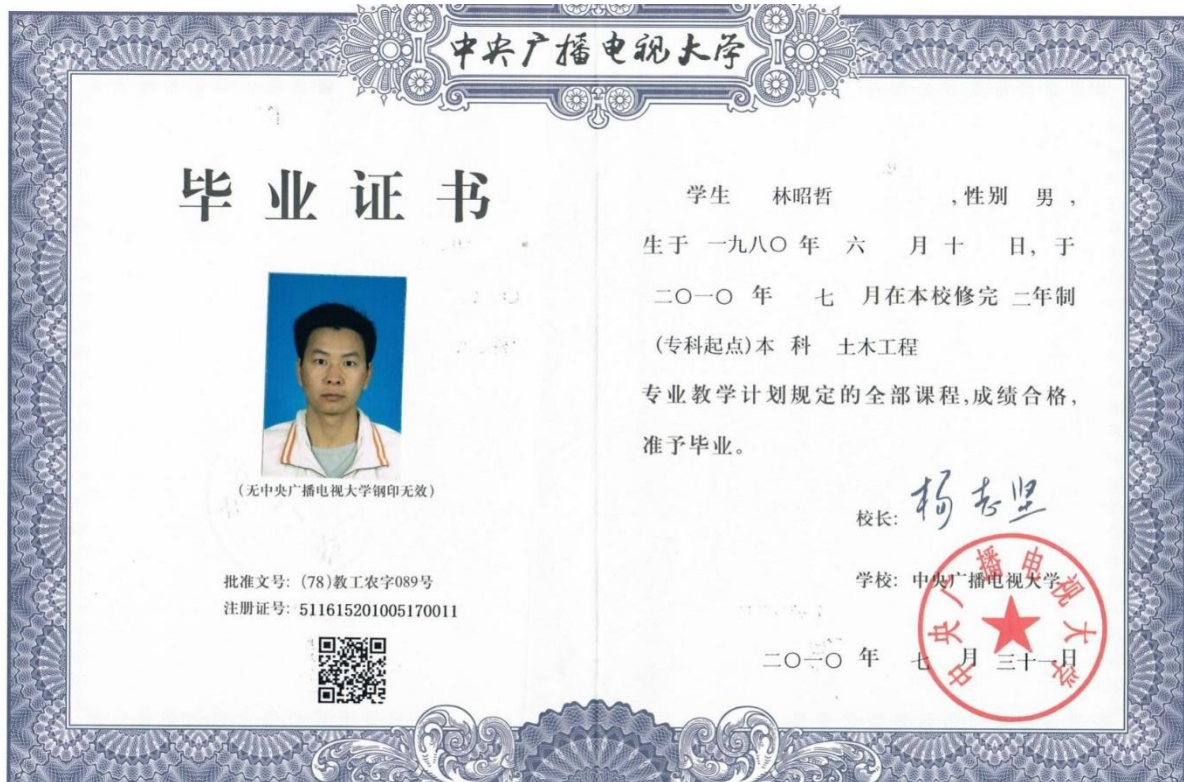 中央广播电视大学
毕业证书
(无中央广播电视大学钢印无效)
批准文号: (78)教工农字089号
注册证号: 511615201005170011
学生 林昭哲 ,性别 男 ,
生于 一九八〇 年 六 月 十 日, 于
二〇一〇 年 七 月在本校修完 二年制
(专科起点)本 科 土木工程
专业教学计划规定的全部课程,成绩合格,
准予毕业。
校长: 杨志坚
学校: 中央广播电视大学
二〇一〇 年 七 月 三十一日
中央广播电视大学